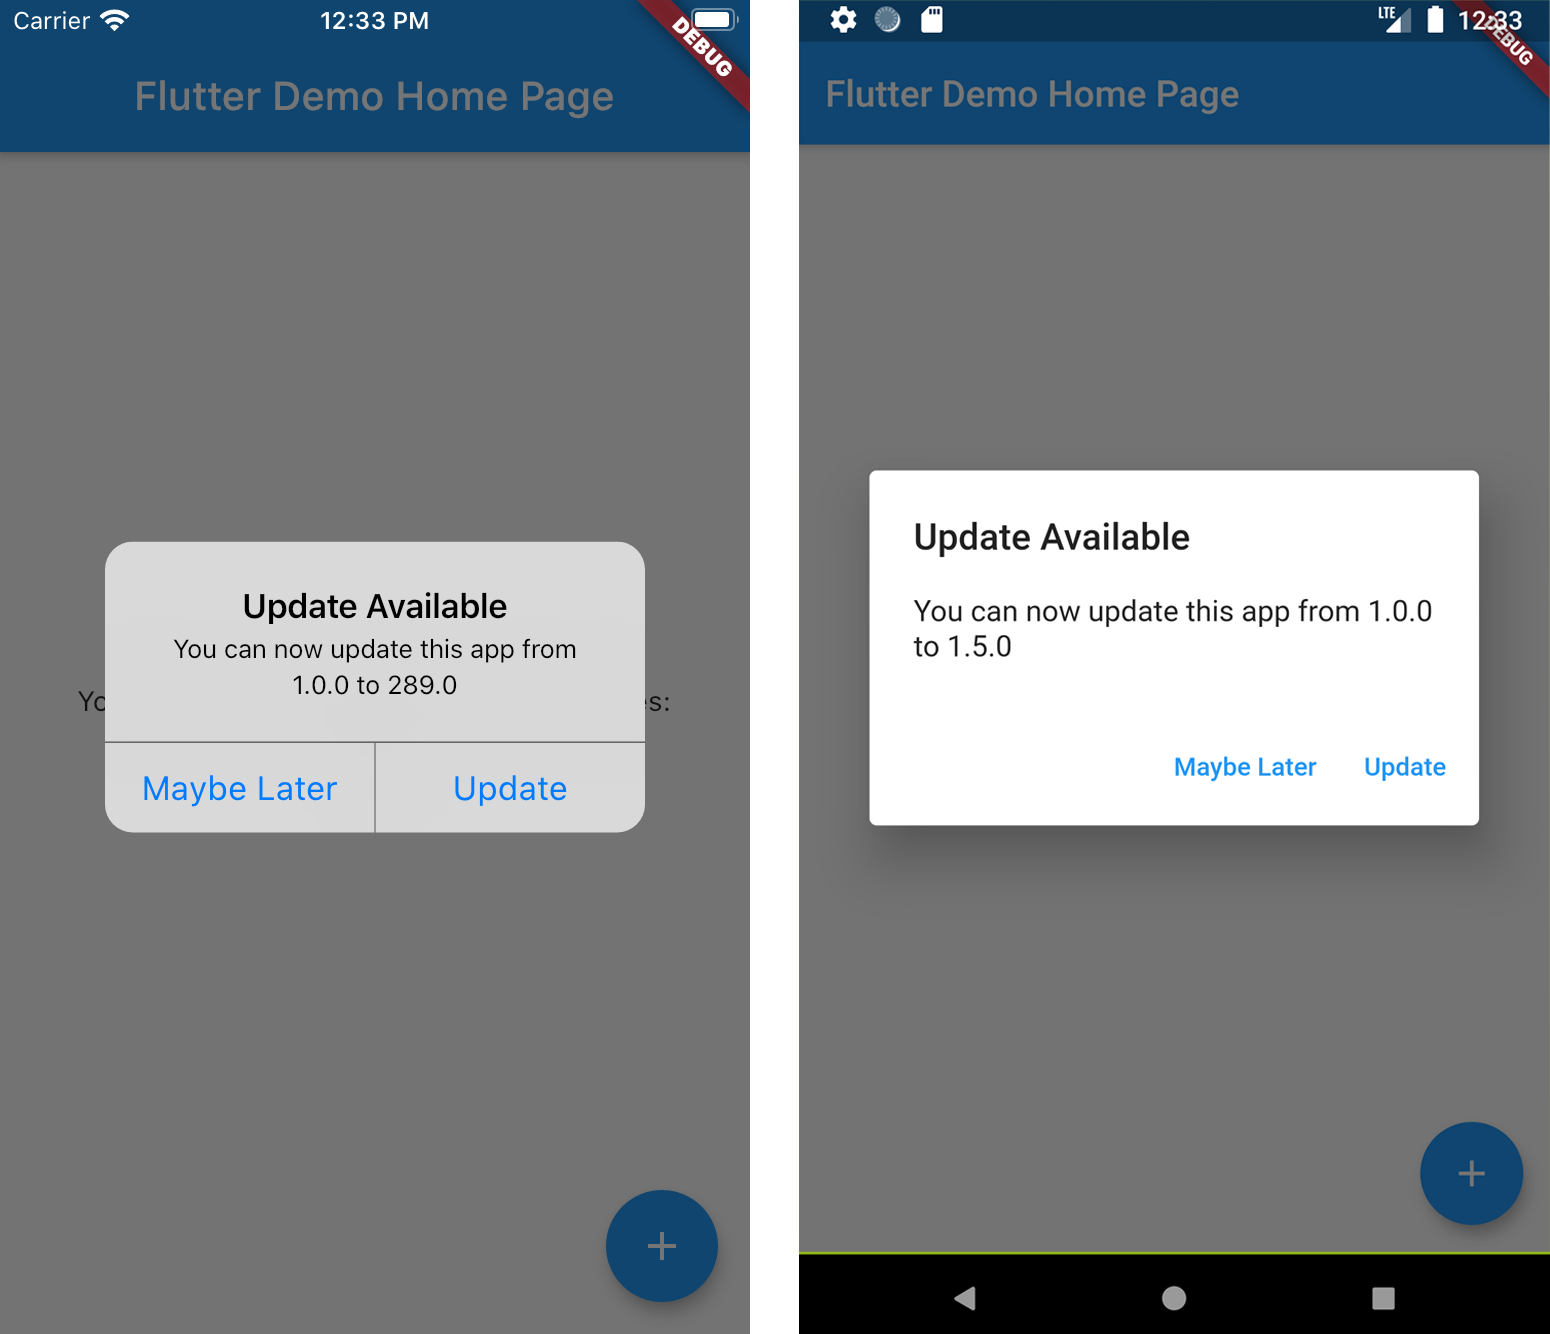 Carrier
12:33 PM
DEBUG
Flutter Demo Home Page
Update Available
You can now update this app from
1.0.0 to 289.0
Yo
es:
Maybe Later
Update
LTE
12:33
DEBUG
Flutter Demo Home Page
Update Available
You can now update this app from 1.0.0
to 1.5.0
Maybe Later
Update